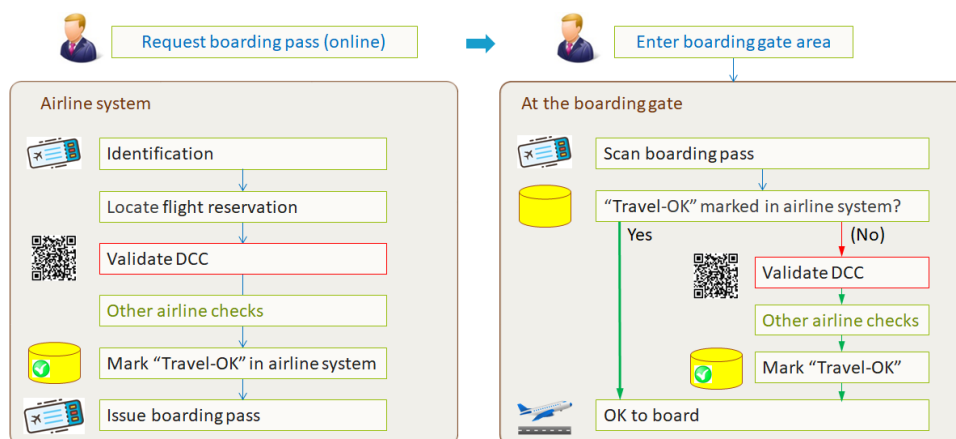 Request boarding pass (online)
Enter boarding gate area
Airline system
Identification
Locate flight reservation
Validate DCC
Other airline checks
Mark “Travel-OK” in airline system
Issue boarding pass
At the boarding gate
Scan boarding pass
“Travel-OK” marked in airline system?
Yes
(No)
Validate DCC
Other airline checks
Mark “Travel-OK”
OK to board